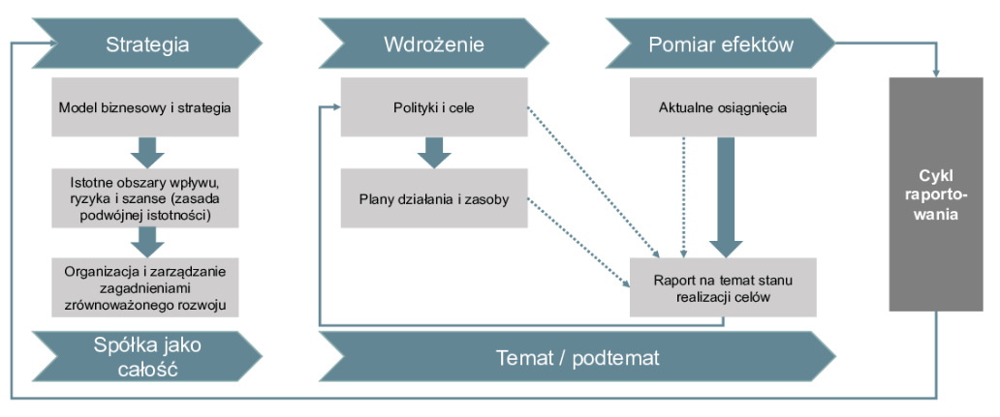 Strategia
Wdrożenie
Pomiar efektów
Model biznesowy i strategia
Polityki i cele
Aktualne osiągnięcia
Istotne obszary wpływu,
ryzyka i szanse (zasada
podwójnej istotności)
Plany działania i zasoby
Cykl
raporto-
wania
Organizacja i zarządzanie
zagadnieniami
zrównoważonego rozwoju
Raport na temat stanu
realizacji celów
Spółka jako
całość
Temat / podtemat